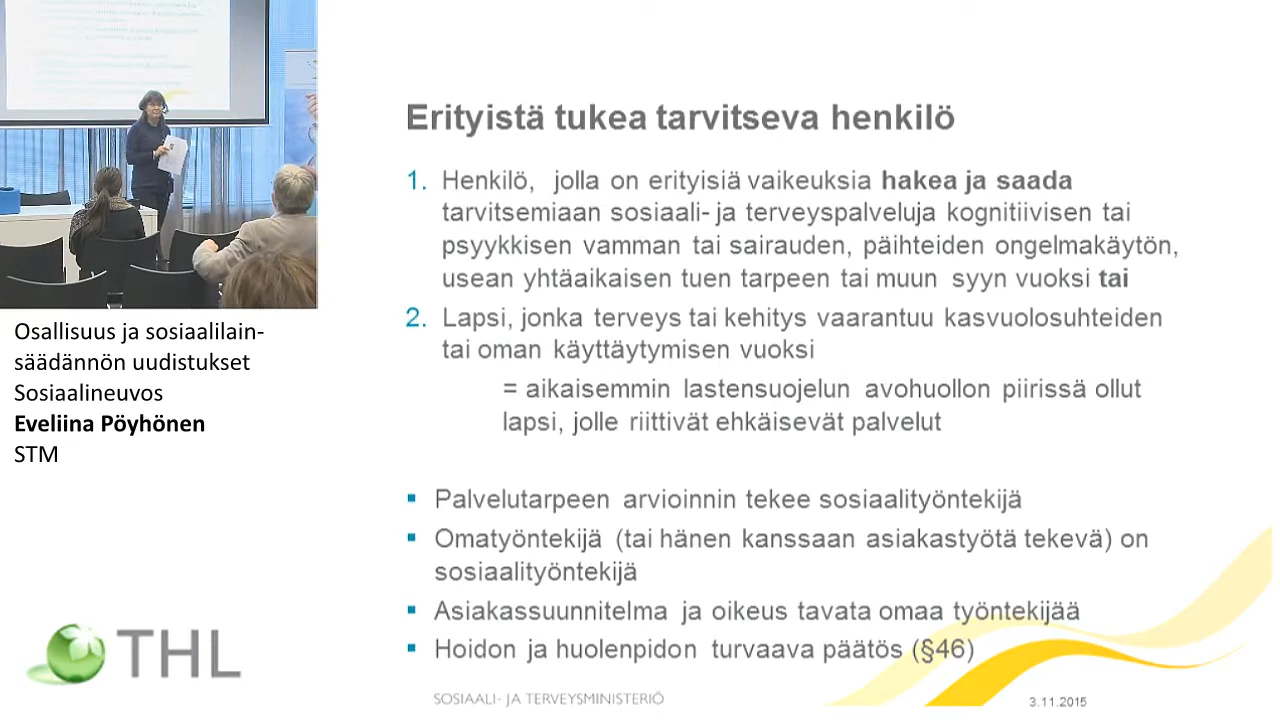 Erityistä tukea tarvitseva henkilö
1. Henkilö, jolla on erityisiä vaikeuksia hakea ja saada
tarvitsemiaan sosiaali- ja terveyspalveluja kognitiivisen tai
psyykkisen vamman tai sairauden, päihteiden ongelmakäytön,
usean yhtäaikaisen tuen tarpeen tai muun syyn vuoksi tai
2. Lapsi, jonka terveys tai kehitys vaarantuu kasvuolosuhteiden
tai oman käyttäytymisen vuoksi
= aikaisemmin lastensuojelun avohuollon piirissä ollut
lapsi, jolle riittivät ehkäisevät palvelut
▪ Palvelutarpeen arvioinnin tekee sosiaalityöntekijä
▪ Omatyöntekijä (tai hänen kanssaan asiakastyötä tekevä) on
sosiaalityöntekijä
▪ Asiakassuunnitelma ja oikeus tavata omaa työntekijää
▪ Hoidon ja huolenpidon turvaava päätös (§46)
SOSIAALI- JA TERVEYSMINISTERIÖ
3.11.2015
Osallisuus ja sosiaalilain-
säädännön uudistukset
Sosiaalineuvos
Eveliina Pöyhönen
STM
THL